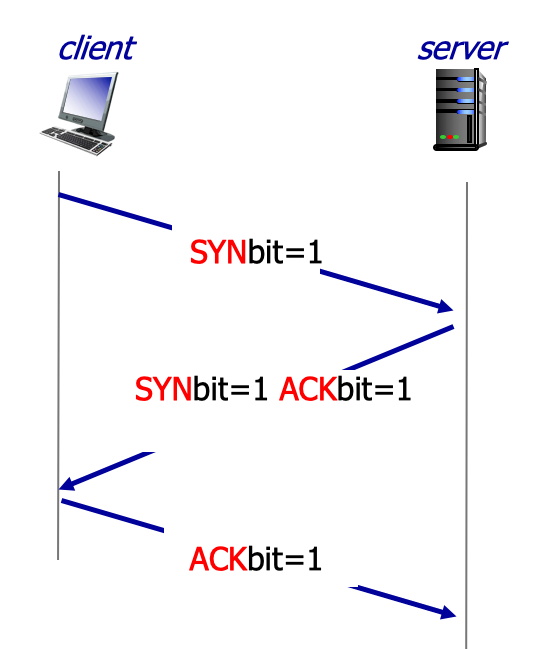 client
server
SYNbit=1
SYNbit=1 ACKbit=1
ACKbit=1